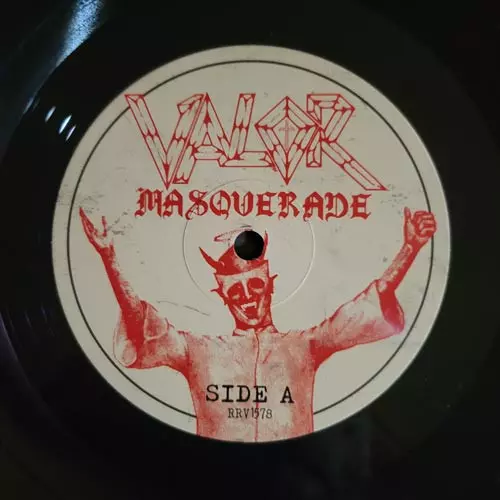 VALOR
MASQUERADE
SIDE A
RRV1578